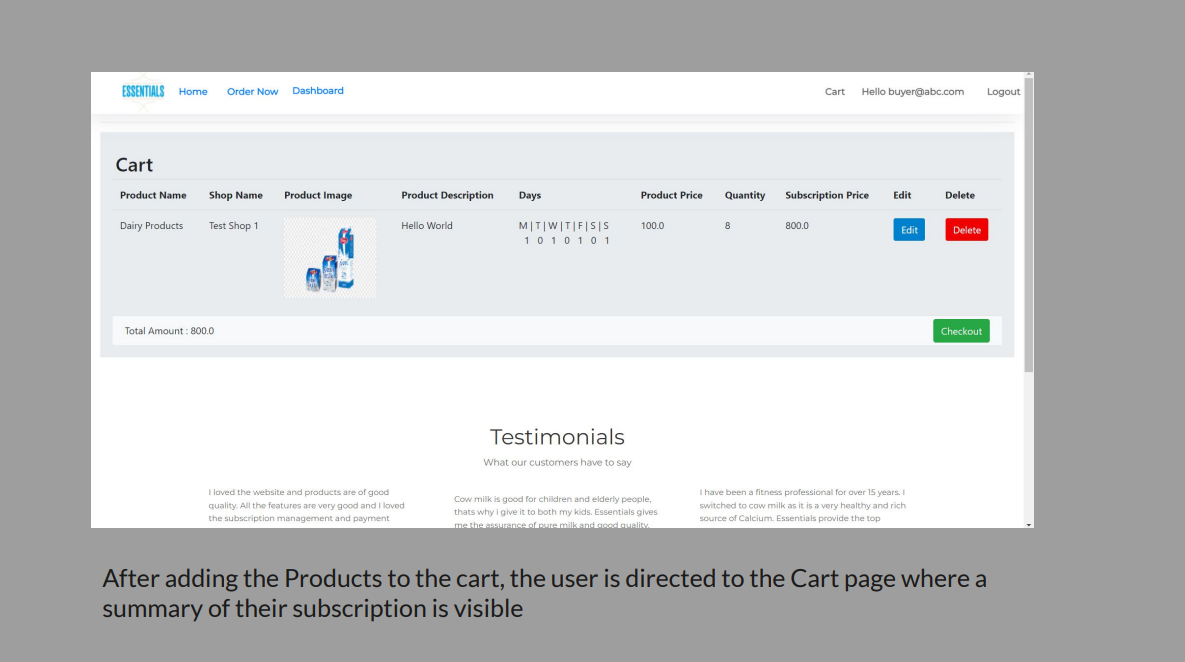 ESSENTIALS Home Order Now Dashboard Cart Hello buyer@abc.com Logout
Cart
Product Name Shop Name Product Image Product Description Days Product Price Quantity Subscription Price Edit Delete
Dairy Products Test Shop 1 Hello World M | T | W | T | F | S | S 100.0 8 800.0 Edit Delete
1 0 1 0 1 0 1
Total Amount : 800.0 Checkout
Testimonials
What our customers have to say
I loved the website and products are of good
quality. All the features are very good and I loved
the subscription management and payment
Cow milk is good for children and elderly people,
thats why i give it to both my kids. Essentials gives
me the assurance of pure milk and good quality.
I have been a fitness professional for over 15 years. I
switched to cow milk as it is a very healthy and rich
source of Calcium. Essentials provide the top
After adding the Products to the cart, the user is directed to the Cart page where a
summary of their subscription is visible